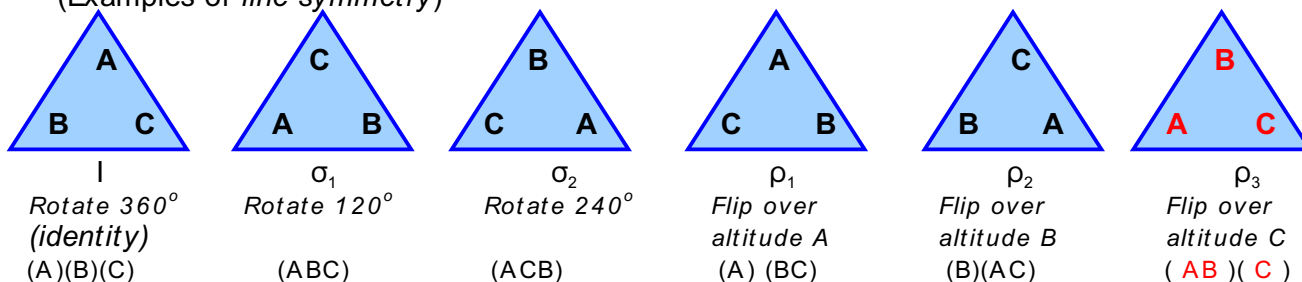 (Examples of line symmetry)
A C B A C B
B C A B C A C B B A A C
I σ₁ σ₂ ρ₁ ρ₂ ρ₃
Rotate 360° Rotate 120° Rotate 240° Flip over Flip over Flip over
(identity) altitude A altitude B altitude C
(A)(B)(C) (ABC) (ACB) (A) (BC) (B)(AC) ( AB )( C )